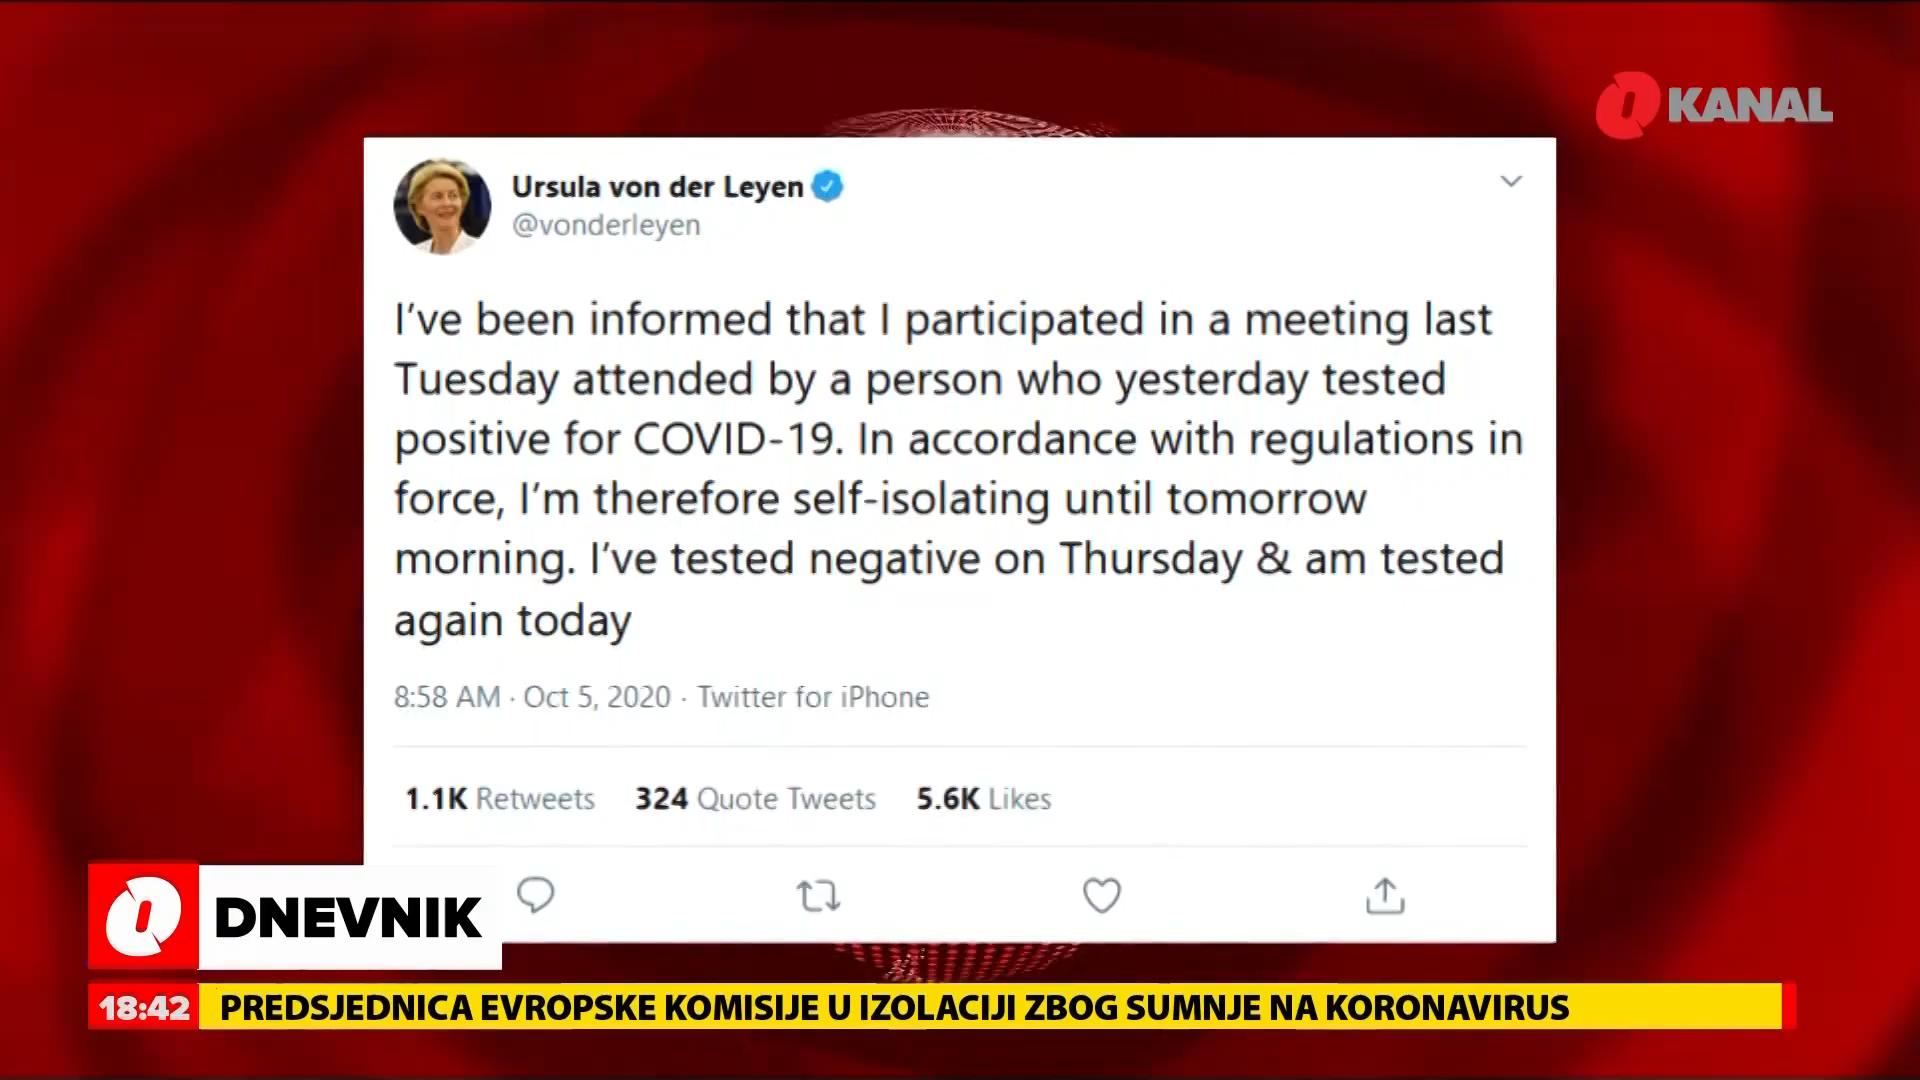 O KANAL
Ursula von der Leyen
@vonderleyen
I've been informed that I participated in a meeting last
Tuesday attended by a person who yesterday tested
positive for COVID-19. In accordance with regulations in
force, I'm therefore self-isolating until tomorrow
morning. I've tested negative on Thursday & am tested
again today
8:58 AM · Oct 5, 2020 · Twitter for iPhone
1.1K Retweets 324 Quote Tweets 5.6K Likes
O DNEVNIK
18:42 PREDSJEDNICA EVROPSKE KOMISIJE U IZOLACIJI ZBOG SUMNJE NA KORONAVIRUS